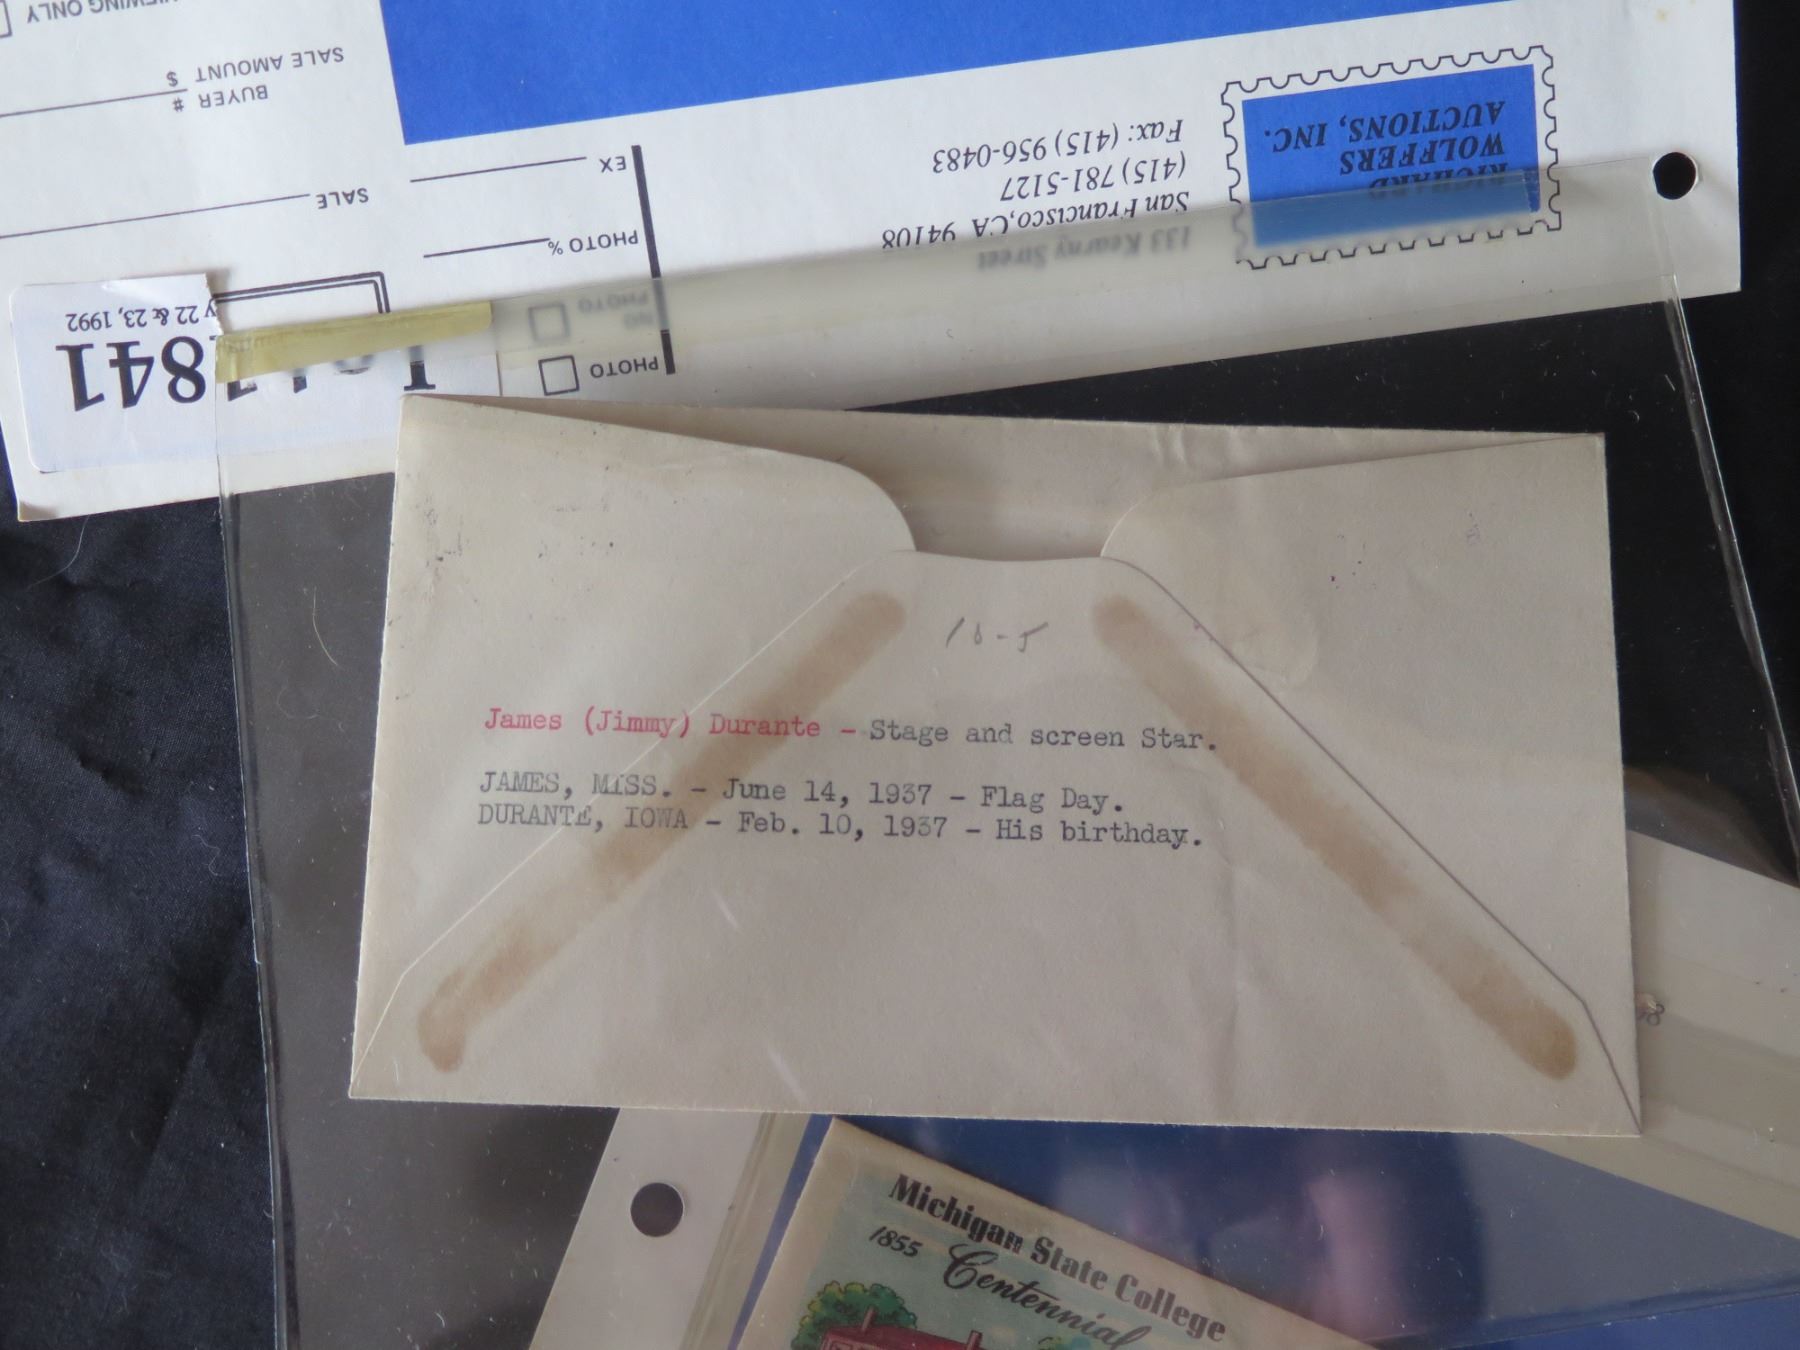 VIEWING ONLY
SALE AMOUNT $
BUYER #
SALE
EX
PHOTO %
NO PHOTO
PHOTO
RICHARD
WOLFFERS
AUCTIONS, INC.
133 Kearny Street
San Francisco, CA 94108
(415) 781-5127
Fax: (415) 956-0483
22 & 23, 1992
841
10-5
James (Jimmy) Durante - Stage and screen Star.
JAMES, MISS. - June 14, 1937 - Flag Day.
DURANTE, IOWA - Feb. 10, 1937 - His birthday.
Michigan State College
1855
Centennial